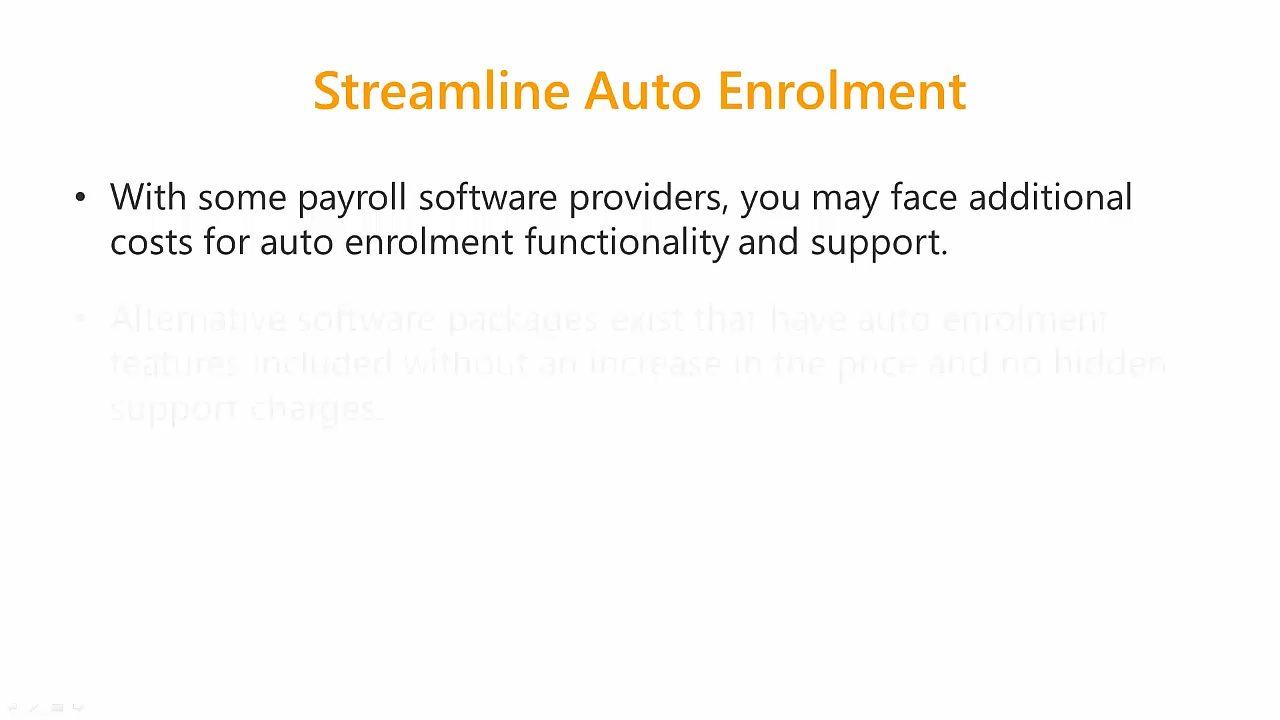 Streamline Auto Enrolment
• With some payroll software providers, you may face additional
costs for auto enrolment functionality and support.
• Alternative software packages exist that have auto enrolment
features included without an increase in the price and no hidden
support charges.